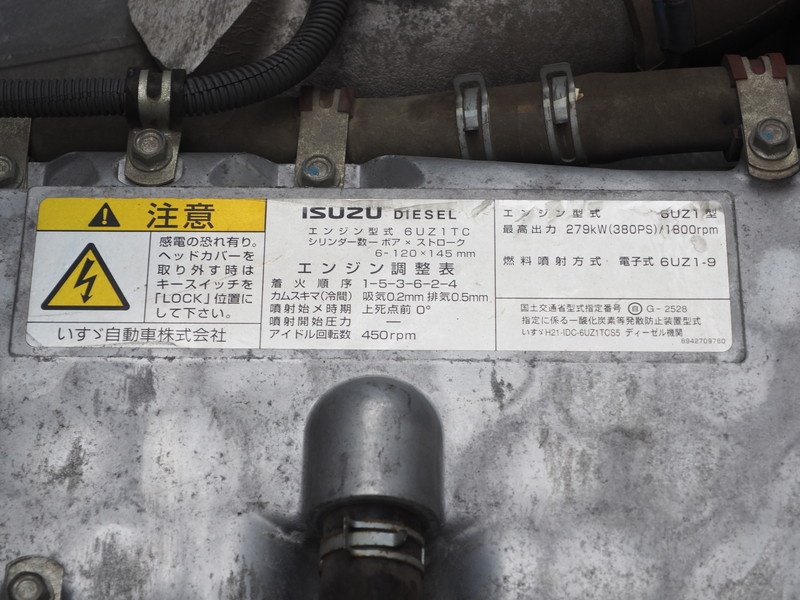 注意
感電の恐れ有り。
ヘッドカバーを
取り外す時は
キースイッチを
「LOCK」位置に
して下さい。
いすゞ自動車株式会社
ISUZU DIESEL
エンジン型式 6UZ1TC
シリンダ数ーボア × ストローク
6-120×145mm
エンジン調整表
着火順序 1-5-3-6-2-4
カムスキマ(冷間) 吸気0.2mm 排気0.5mm
噴射始メ時期 上死点前 0°
噴射開始圧力 ―
アイドル回転数 450rpm
エンジン型式 6UZ1型
最高出力 279kW(380PS)/1800rpm
燃料噴射方式 電子式 6UZ1-9
国土交通省型式指定番号 自 G-2528
指定に係る一酸化炭素等発散防止装置型式
いすゞH21-IDC-6UZ1TCS5 ディーゼル機関
8942709780